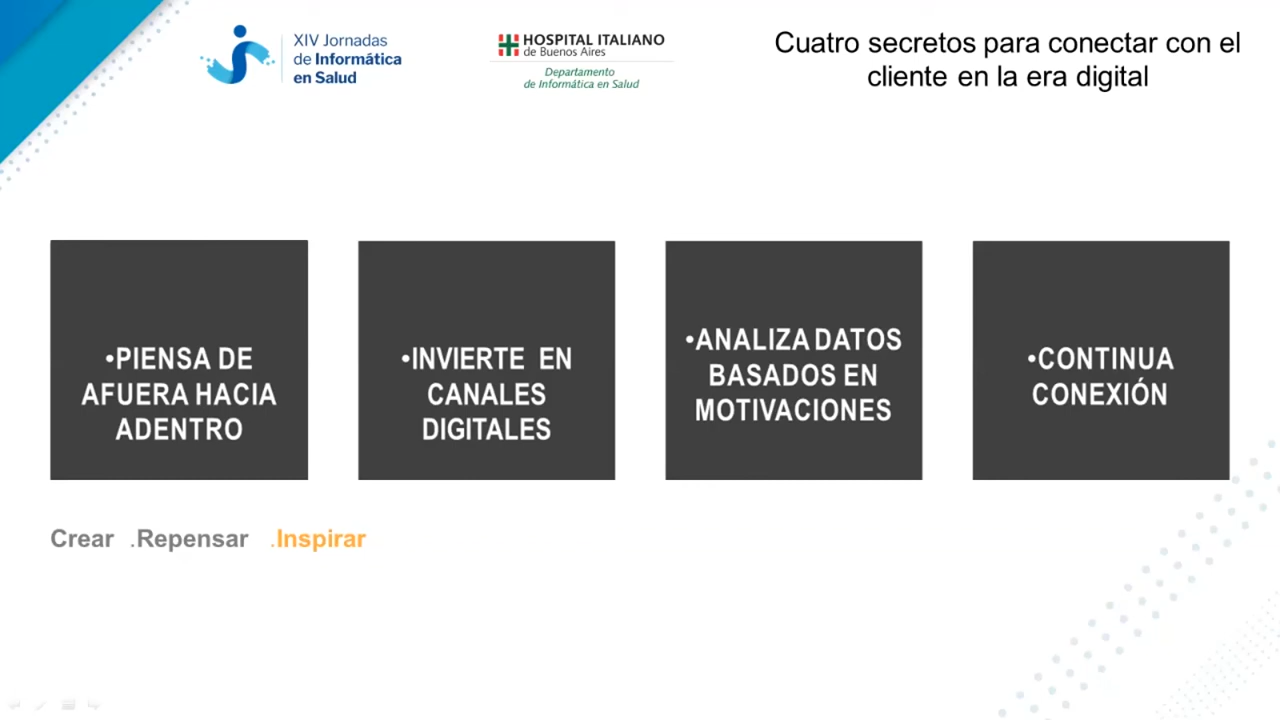 XIV Jornadas
de Informática
en Salud
HOSPITAL ITALIANO
de Buenos Aires
Departamento
de Informática en Salud
Cuatro secretos para conectar con el
cliente en la era digital
•PIENSA DE
AFUERA HACIA
ADENTRO
•INVIERTE EN
CANALES
DIGITALES
•ANALIZA DATOS
BASADOS EN
MOTIVACIONES
•CONTINUA
CONEXIÓN
Crear .Repensar .Inspirar